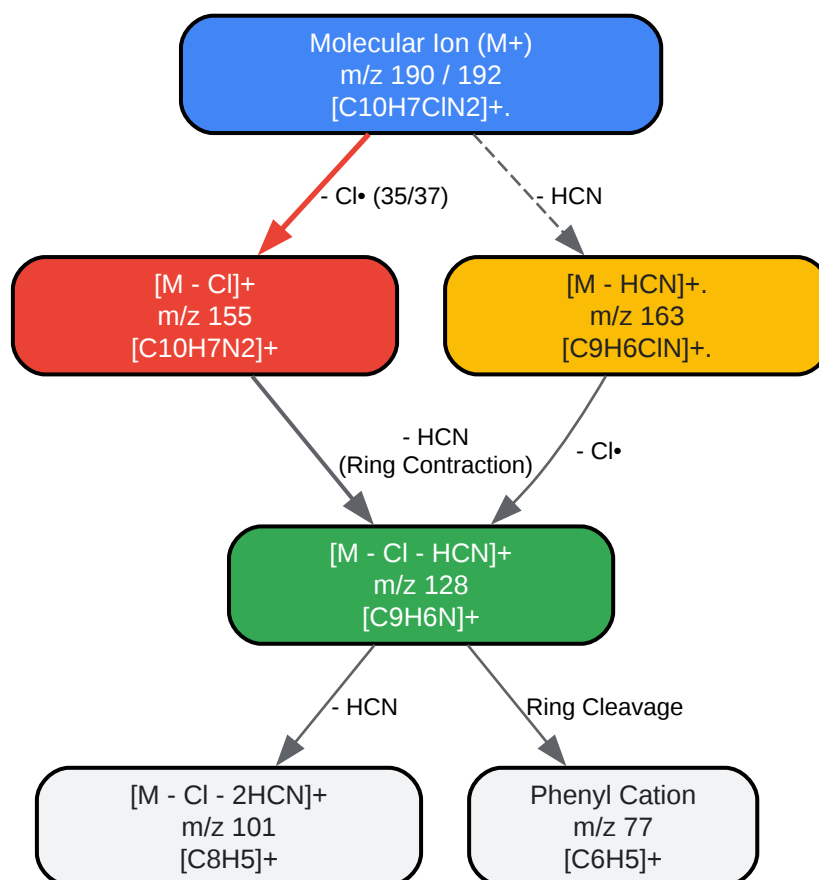 Molecular Ion (M+)
m/z 190 / 192
[C10H7ClN2]+.
- Cl• (35/37)
- HCN
[M - Cl]+
m/z 155
[C10H7N2]+
[M - HCN]+.
m/z 163
[C9H6ClN]+.
- HCN
(Ring Contraction)
- Cl•
[M - Cl - HCN]+
m/z 128
[C9H6N]+
- HCN
Ring Cleavage
[M - Cl - 2HCN]+
m/z 101
[C8H5]+
Phenyl Cation
m/z 77
[C6H5]+